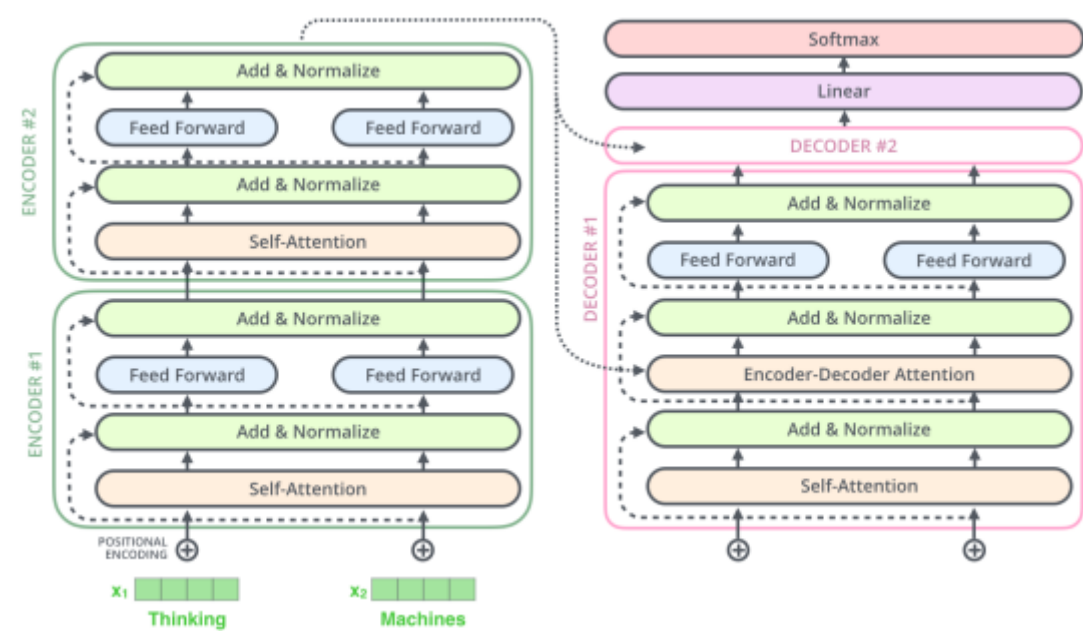 ENCODER #2
Add & Normalize
Feed Forward Feed Forward
Add & Normalize
Self-Attention
ENCODER #1
Add & Normalize
Feed Forward Feed Forward
Add & Normalize
Self-Attention
POSITIONAL
ENCODING
x1 x2
Thinking Machines
Softmax
Linear
DECODER #2
DECODER #1
Add & Normalize
Feed Forward Feed Forward
Add & Normalize
Encoder-Decoder Attention
Add & Normalize
Self-Attention